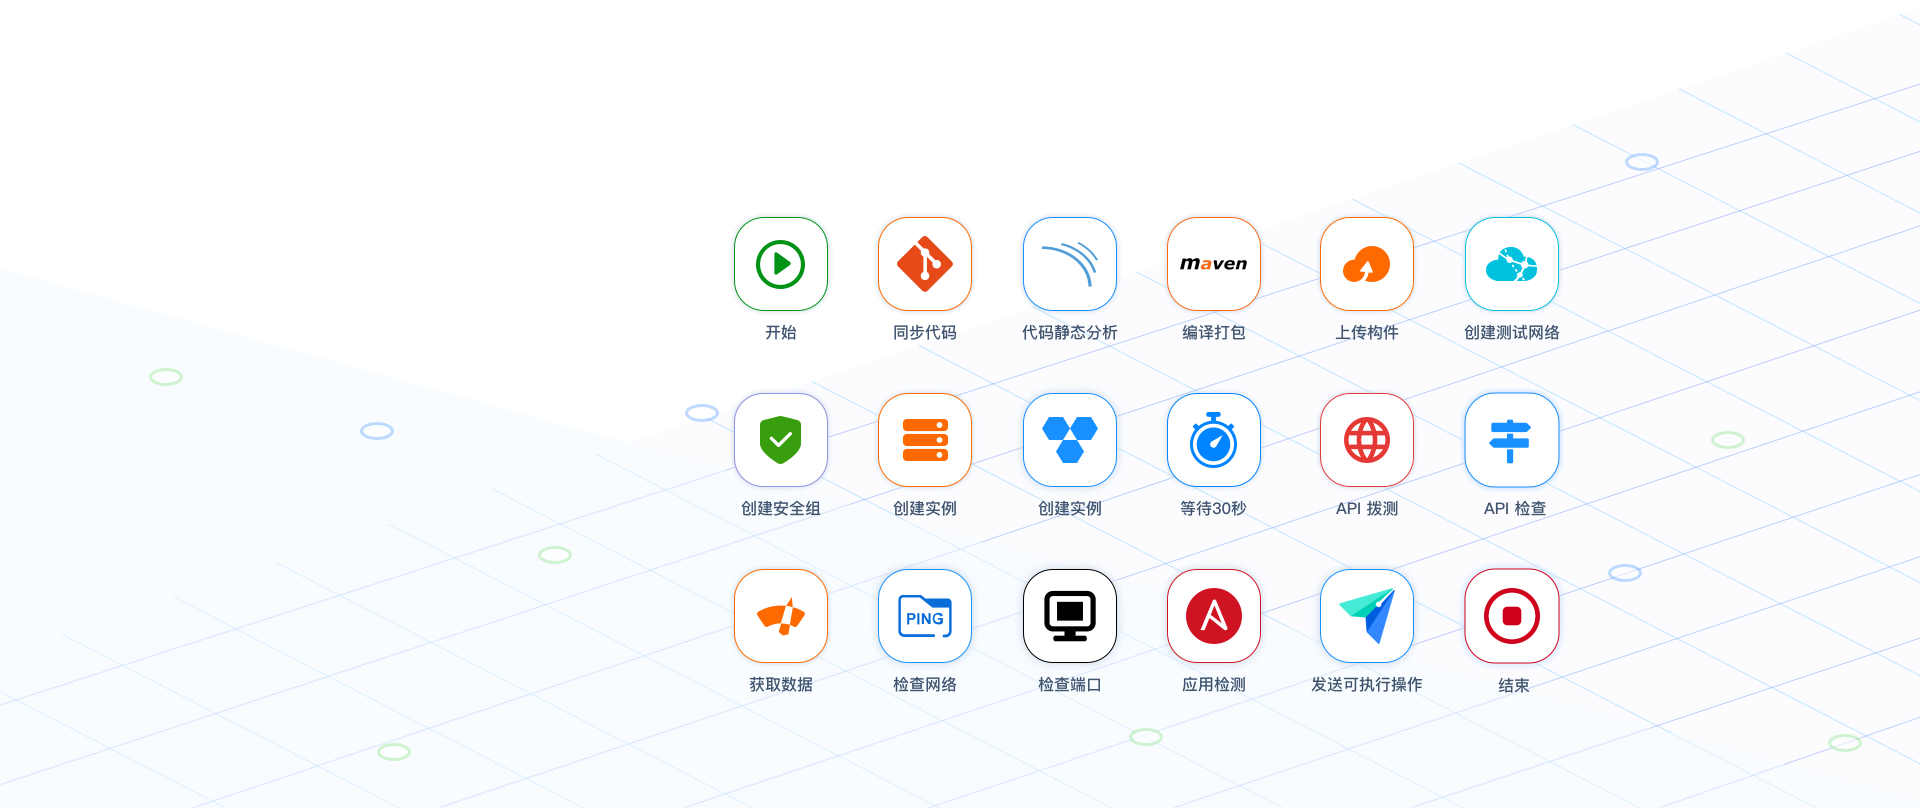 maven
开始
同步代码
代码静态分析
编译打包
上传构件
创建测试网络
创建安全组
创建实例
创建实例
等待30秒
API 拨测
API 检查
PING
获取数据
检查网络
检查端口
应用检测
发送可执行操作
结束